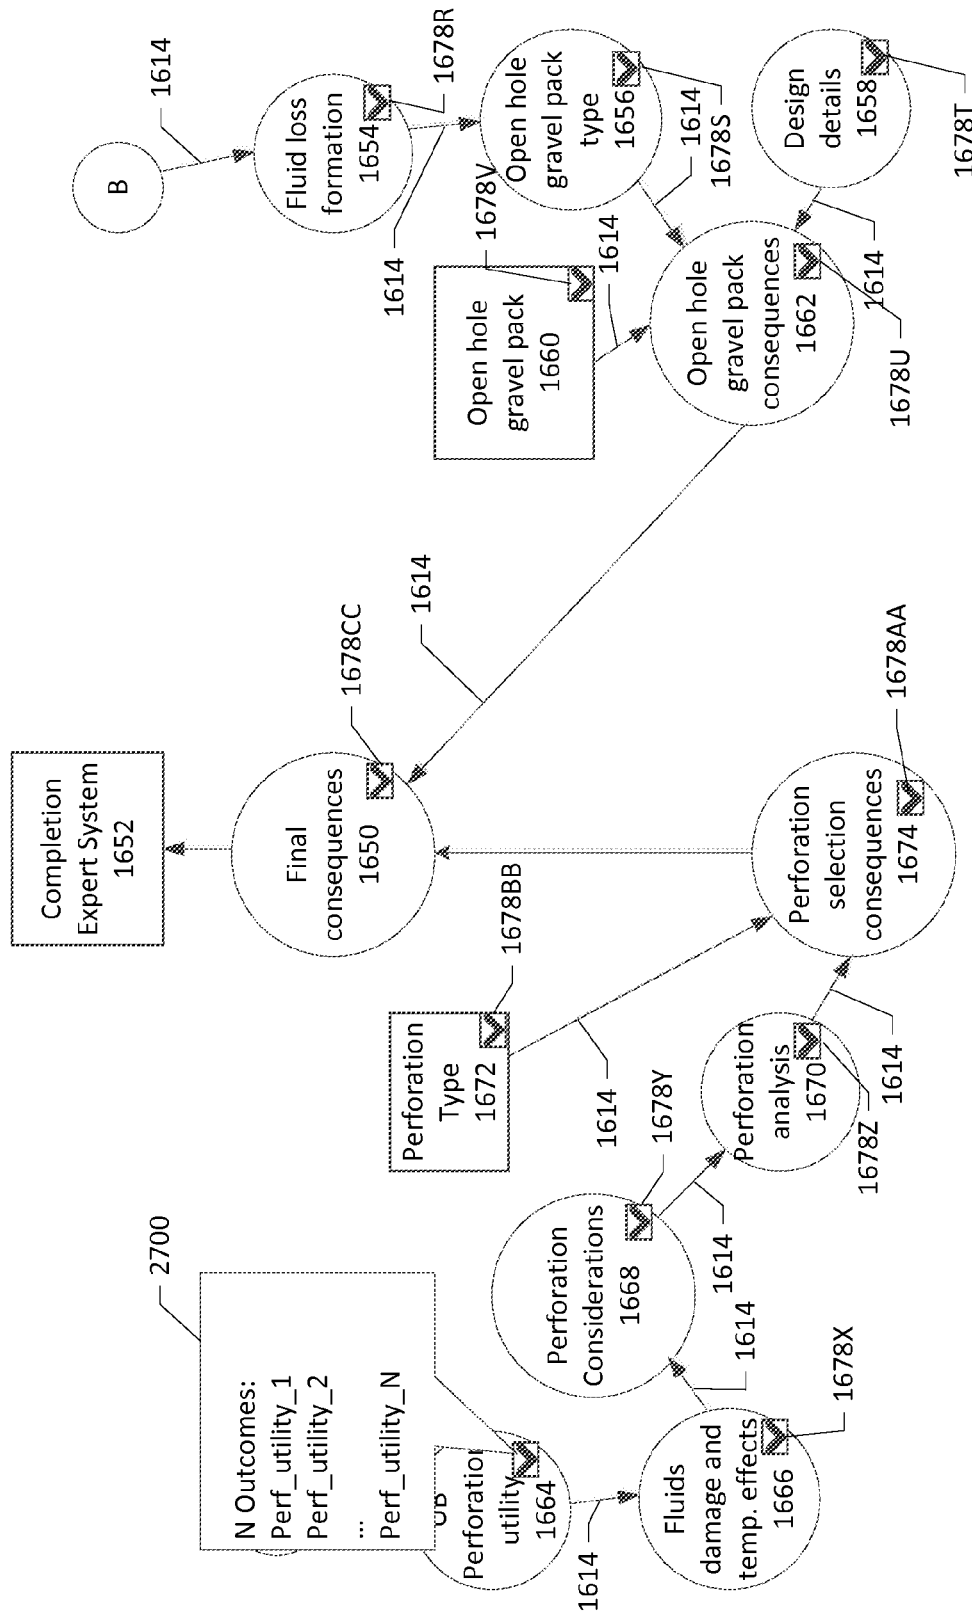 2700
N Outcomes:
Perf_utility_1
Perf_utility_2
...
Perf_utility_N
UB
Perforation
utility
1664
1614
Fluids
damage and
temp. effects
1666
1678X
1614
Perforation
Considerations
1668
1678Y
1614
Perforation
analysis
1670
1678Z
1614
Perforation
Type
1672
1678BB
1614
Perforation
selection
consequences
1674
1678AA
Completion
Expert System
1652
Final
consequences
1650
1678CC
1614
Open hole
gravel pack
1660
1678V
1614
Open hole
gravel pack
consequences
1662
1678U
1614
B
1614
Fluid loss
formation
1654
1678R
1614
Open hole
gravel pack
type
1656
1614
1678S
Design
details
1658
1678T